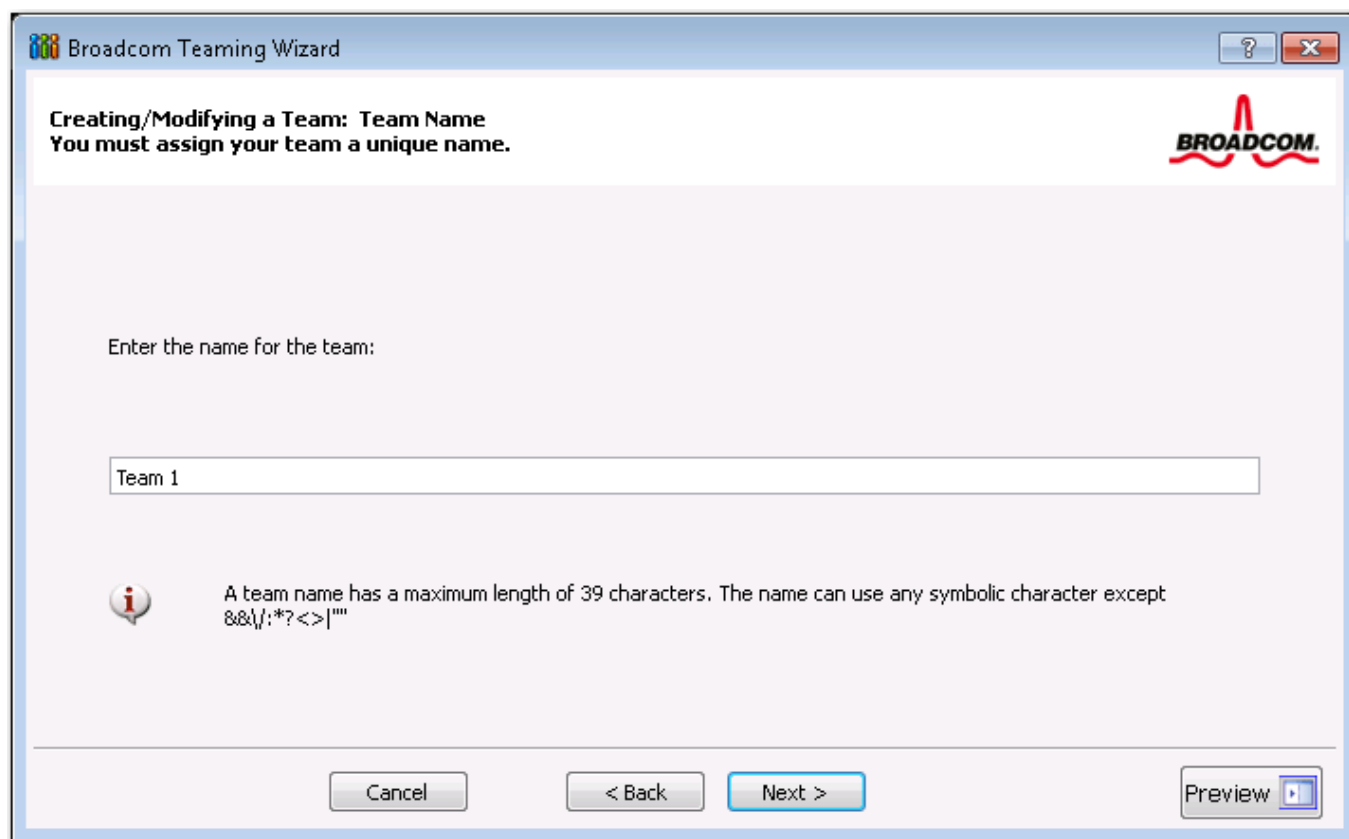 Broadcom Teaming Wizard
Creating/Modifying a Team: Team Name
You must assign your team a unique name.
BROADCOM.
Enter the name for the team:
Team 1
A team name has a maximum length of 39 characters. The name can use any symbolic character except
&&\/:*?<>|""
Cancel
< Back
Next >
Preview